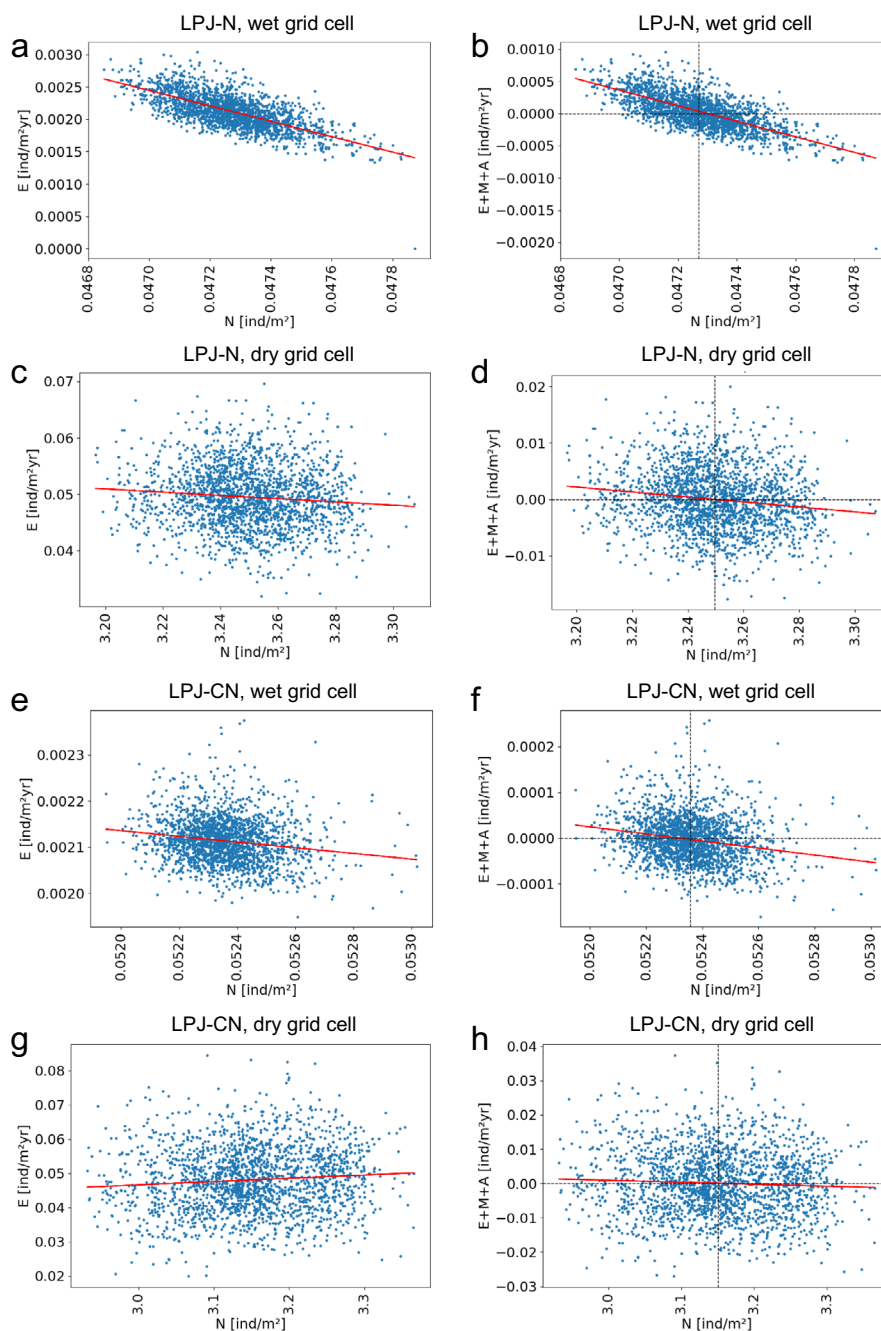 LPJ-N, wet grid cell
a
0.0030
0.0025
0.0020
0.0015
0.0010
0.0005
0.0000
E [ind/m²yr]
0.0468
0.0470
0.0472
0.0474
0.0476
0.0478
N [ind/m²]
LPJ-N, wet grid cell
b
0.0010
0.0005
0.0000
−0.0005
−0.0010
−0.0015
−0.0020
E+M+A [ind/m²yr]
0.0468
0.0470
0.0472
0.0474
0.0476
0.0478
N [ind/m²]
LPJ-N, dry grid cell
c
0.07
0.06
0.05
0.04
E [ind/m²yr]
3.20
3.22
3.24
3.26
3.28
3.30
N [ind/m²]
LPJ-N, dry grid cell
d
0.02
0.01
0.00
−0.01
E+M+A [ind/m²yr]
3.20
3.22
3.24
3.26
3.28
3.30
N [ind/m²]
LPJ-CN, wet grid cell
e
0.0023
0.0022
0.0021
0.0020
E [ind/m²yr]
0.0520
0.0522
0.0524
0.0526
0.0528
0.0530
N [ind/m²]
LPJ-CN, wet grid cell
f
0.0002
0.0001
0.0000
−0.0001
E+M+A [ind/m²yr]
0.0520
0.0522
0.0524
0.0526
0.0528
0.0530
N [ind/m²]
LPJ-CN, dry grid cell
g
0.08
0.07
0.06
0.05
0.04
0.03
0.02
E [ind/m²yr]
3.0
3.1
3.2
3.3
N [ind/m²]
LPJ-CN, dry grid cell
h
0.04
0.03
0.02
0.01
0.00
−0.01
−0.02
−0.03
E+M+A [ind/m²yr]
3.0
3.1
3.2
3.3
N [ind/m²]